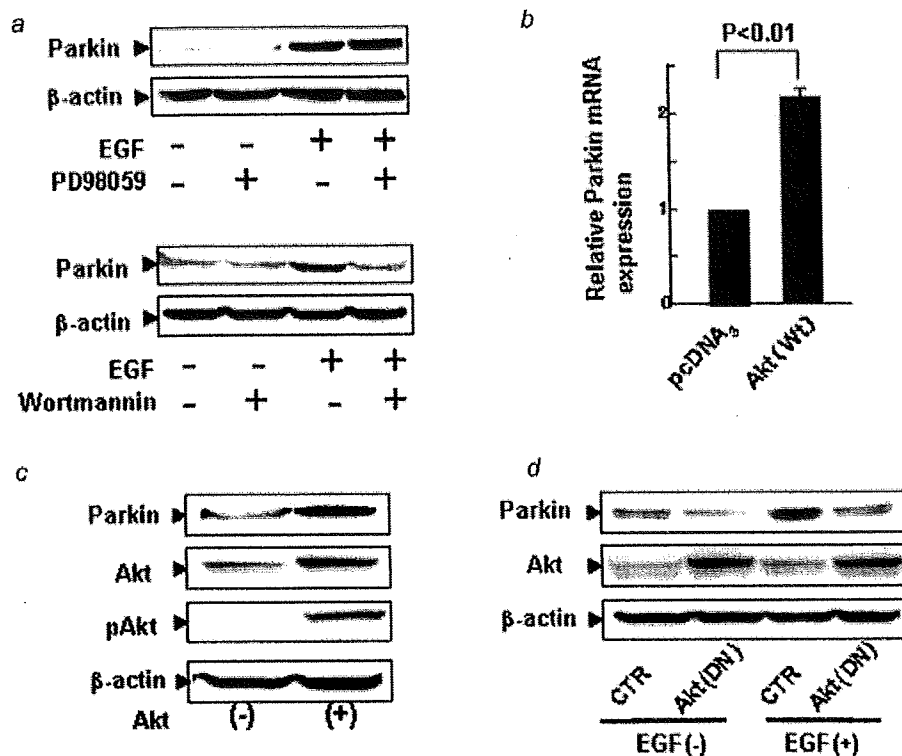 a
Parkin
β-actin
EGF - - + +
PD98059 - + - +
Parkin
β-actin
EGF - - + +
Wortmannin - + - +
b
P<0.01
Relative Parkin mRNA
expression
2
1
0
pcDNA3
Akt(Wt)
c
Parkin
Akt
pAkt
β-actin
Akt (-) (+)
d
Parkin
Akt
β-actin
CTR Akt(DN) CTR Akt(DN)
EGF(-) EGF(+)